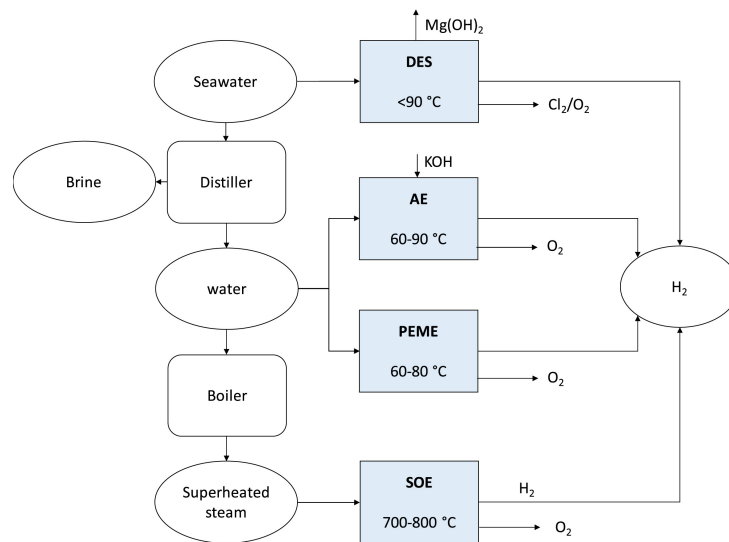 Mg(OH)₂
Seawater
DES
<90 °C
Cl₂/O₂
Brine
Distiller
KOH
AE
60-90 °C
O₂
water
H₂
PEME
60-80 °C
O₂
Boiler
Superheated
steam
SOE
700-800 °C
H₂
O₂